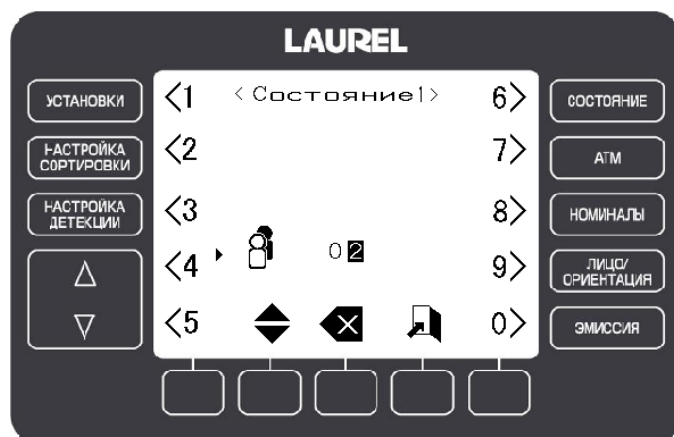 LAUREL
УСТАНОВКИ
НАСТРОЙКА
СОРТИРОВКИ
НАСТРОЙКА
ДЕТЕКЦИИ
<1 <Состояние1> 6>
<2 7>
<3 8>
<4 02 9>
<5 0>
СОСТОЯНИЕ
ATM
НОМИНАЛЫ
ЛИЦО/
ОРИЕНТАЦИЯ
ЭМИССИЯ